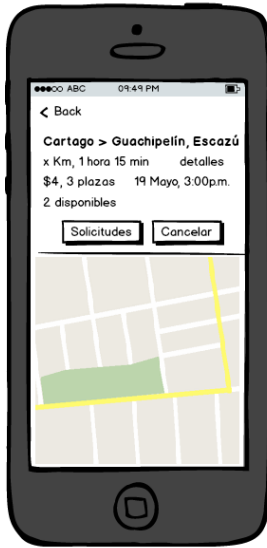 ABC 09:49 PM
Back
Cartago > Guachipelín, Escazú
x Km, 1 hora 15 min detalles
$4, 3 plazas 19 Mayo, 3:00p.m.
2 disponibles
Solicitudes Cancelar